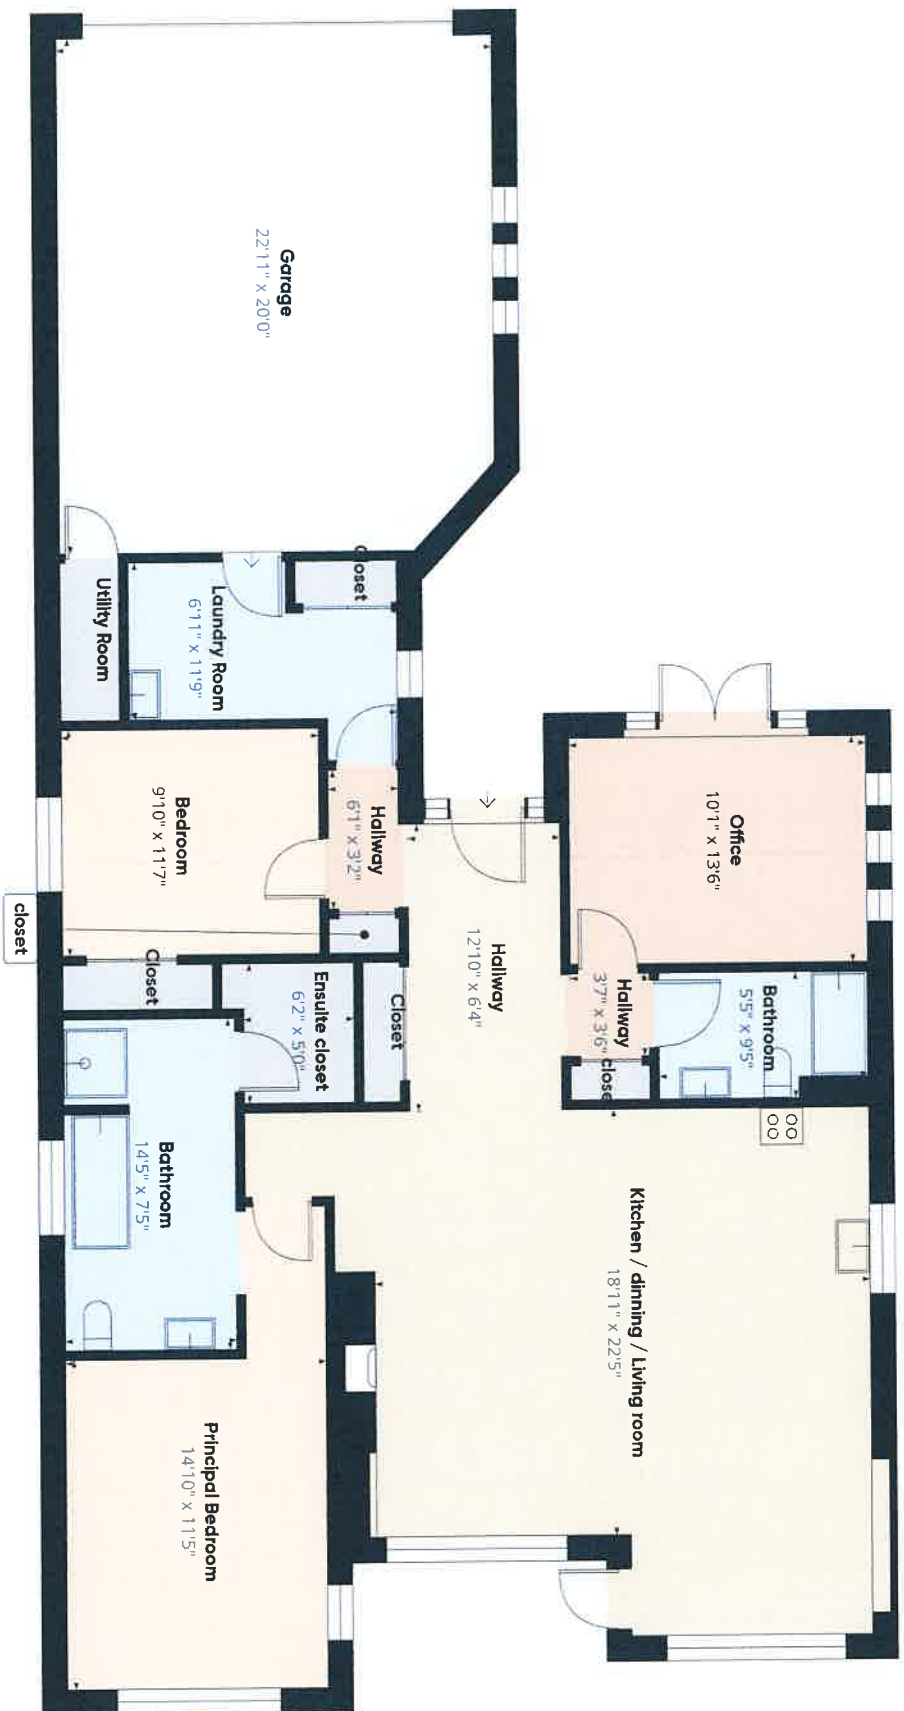 Garage
22'11" x 20'0"
Utility Room
Laundry Room
6'11" x 11'9"
Closet
Bedroom
9'10" x 11'7"
Hallway
6'1" x 3'2"
closet
Closet
Ensuite closet
6'2" x 5'0"
Closet
Hallway
12'10" x 6'4"
Office
10'1" x 13'6"
Hallway
3'7" x 3'6"
close
Bathroom
5'5" x 9'5"
Bathroom
14'5" x 7'5"
Kitchen / dinning / Living room
18'11" x 22'5"
Principal Bedroom
14'10" x 11'5"